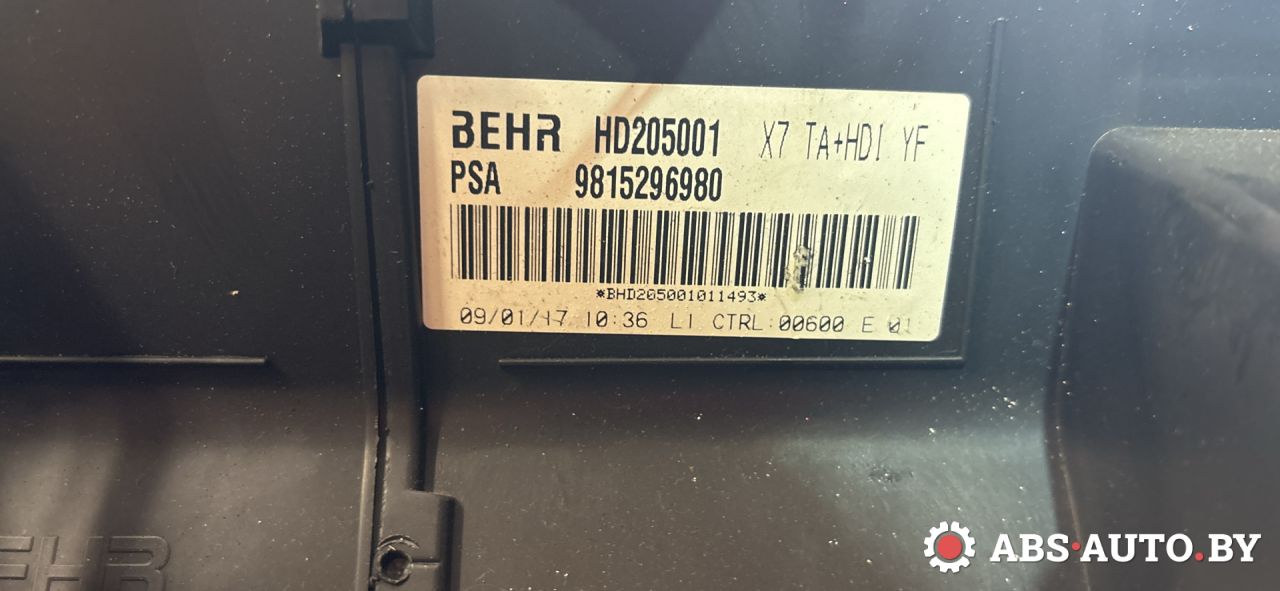 BEHR HD205001 X7 TA+HDI YF
PSA 9815296980
*BHD205001011493*
09/01/17 10:36 L1 CTRL:00600 E 01
EHR
ABS·AUTO.BY